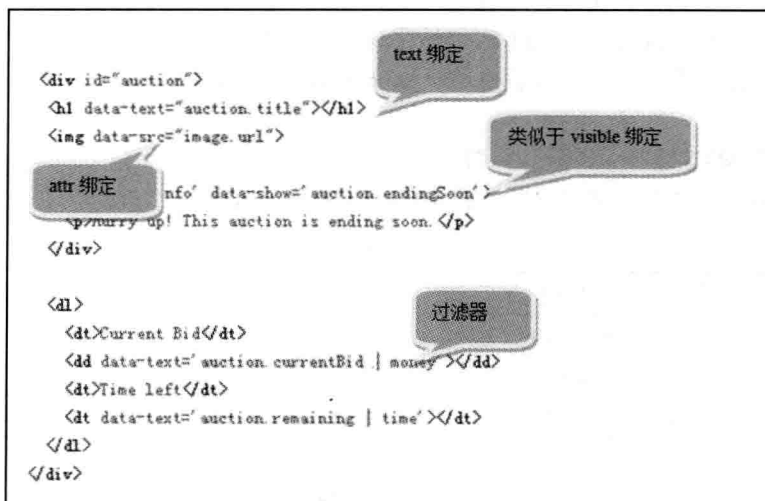 text 绑定
<div id="auction">
<h1 data-text="auction.title"></h1>
<img data-src="image.url">
类似于 visible 绑定
attr 绑定
nfo' data-show='auction.endingSoon'>
<p>Hurry up! This auction is ending soon.</p>
</div>
<dl>
过滤器
<dt>Current Bid</dt>
<dd data-text='auction.currentBid | money'></dd>
<dt>Time left</dt>
<dt data-text='auction.remaining | time'></dt>
</dl>
</div>